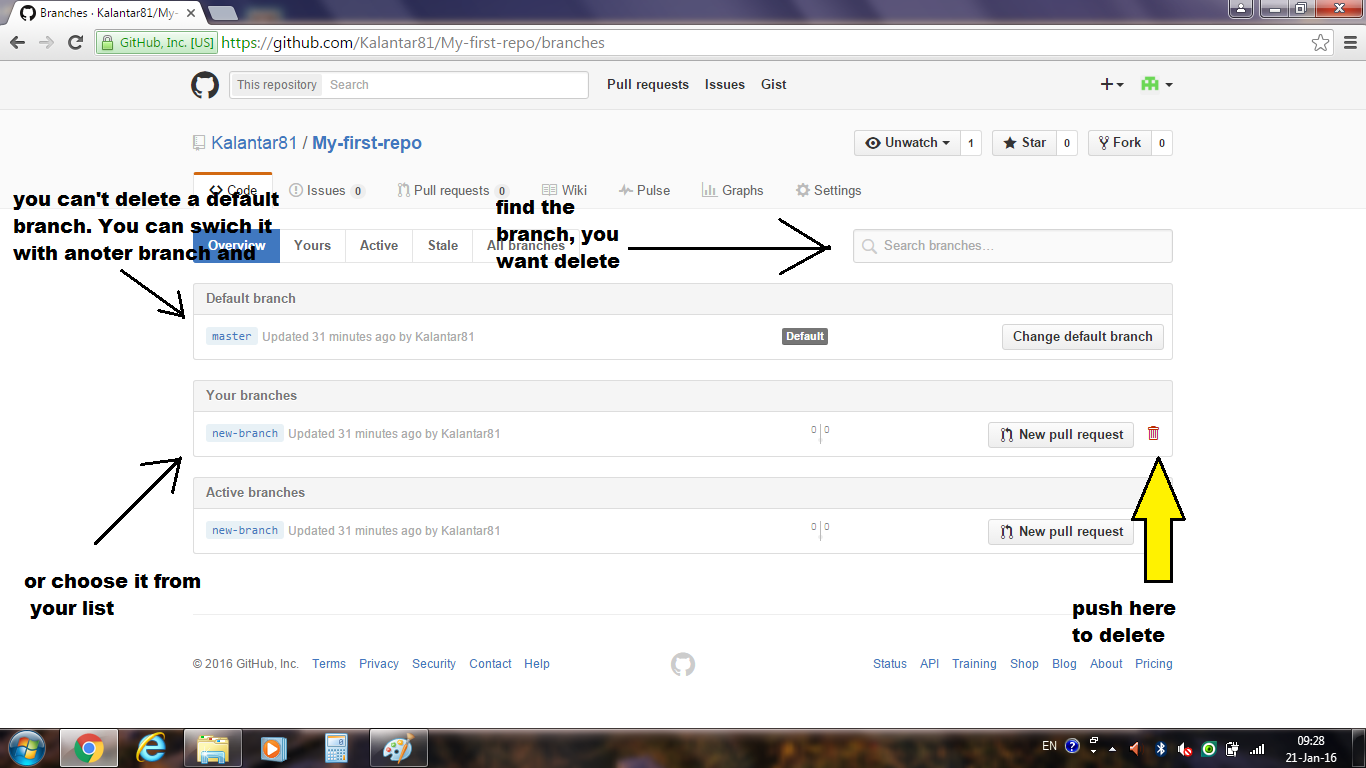 Branches · Kalantar81/My-
GitHub, Inc. [US] https://github.com/Kalantar81/My-first-repo/branches
This repository Search Pull requests Issues Gist
Kalantar81 / My-first-repo
Unwatch 1 Star 0 Fork 0
Code Issues 0 Pull requests 0 Wiki Pulse Graphs Settings
you can't delete a default
branch. You can swich it
with anoter branch and
find the
branch, you
want delete
Overview Yours Active Stale All branches
Search branches...
Default branch
master Updated 31 minutes ago by Kalantar81 Default Change default branch
Your branches
new-branch Updated 31 minutes ago by Kalantar81 0 0 New pull request
Active branches
new-branch Updated 31 minutes ago by Kalantar81 0 0 New pull request
or choose it from
your list
push here
to delete
© 2016 GitHub, Inc. Terms Privacy Security Contact Help
Status API Training Shop Blog About Pricing
EN 09:28
21-Jan-16